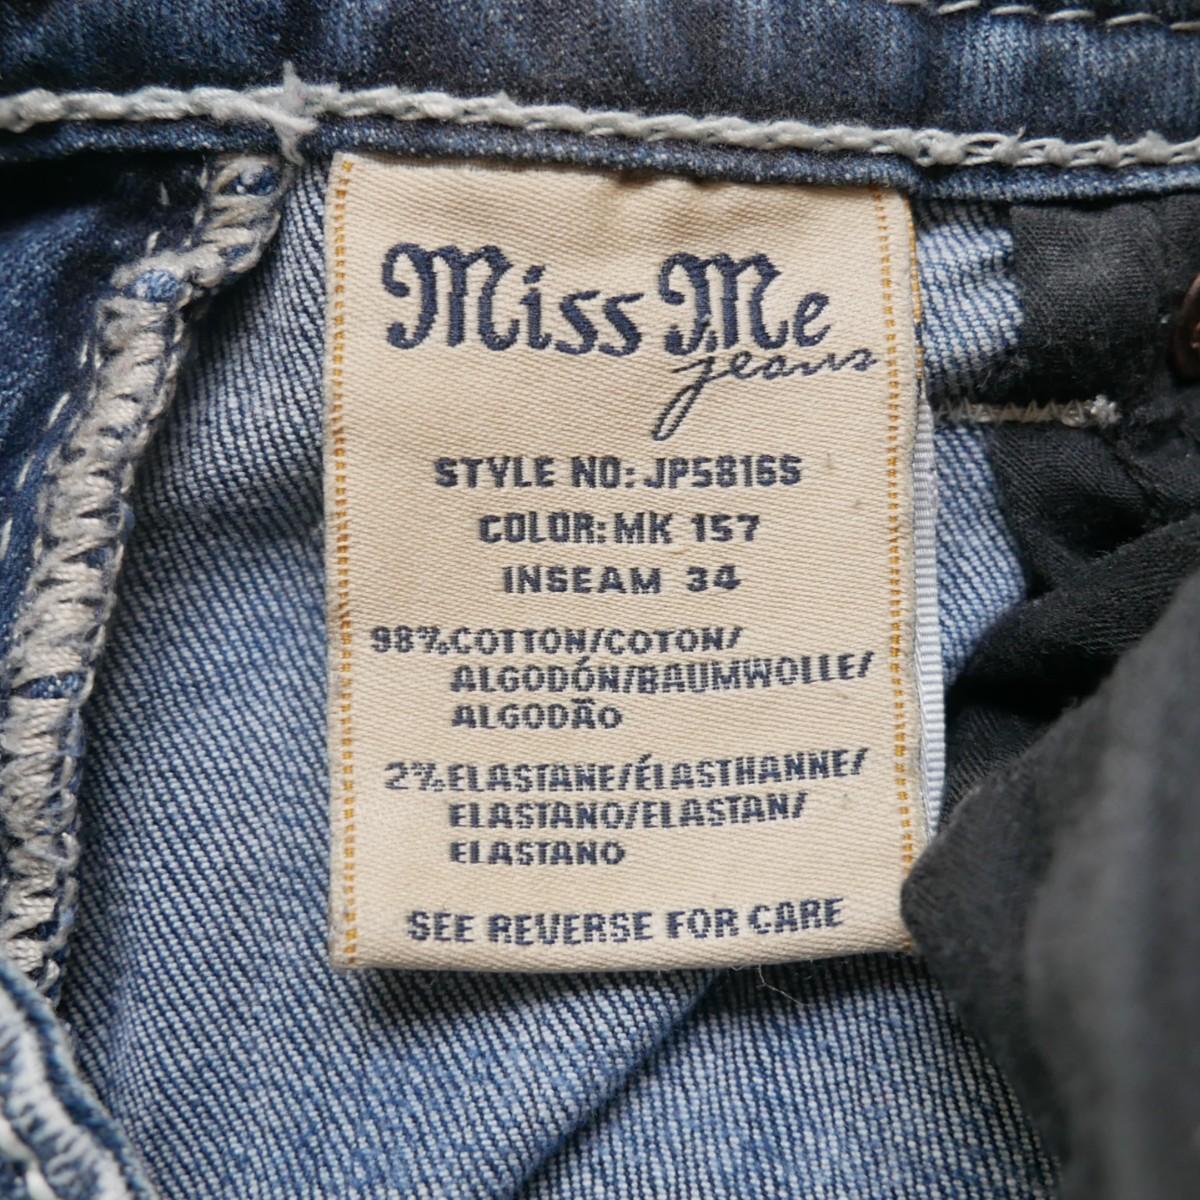 Miss Me
jeans
STYLE NO: JP5816S
COLOR: MK 157
INSEAM 34
98% COTTON/COTON/
ALGODÓN/BAUMWOLLE/
ALGODÃO
2% ELASTANE/ÉLASTHANNE/
ELASTANO/ELASTAN/
ELASTANO
SEE REVERSE FOR CARE